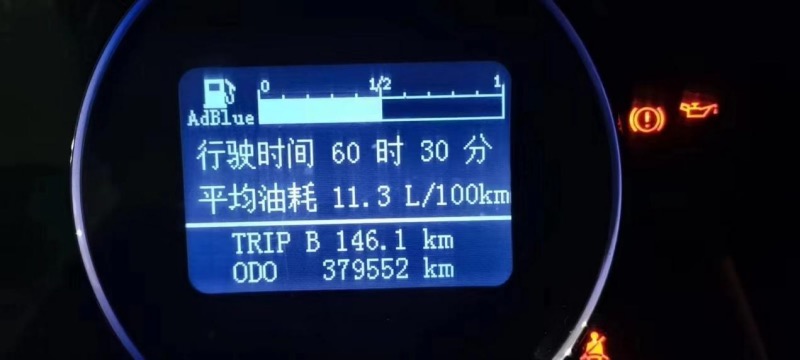 0 1/2 1
AdBlue
行驶时间 60 时 30 分
平均油耗 11.3 L/100km
TRIP B 146.1 km
ODO 379552 km